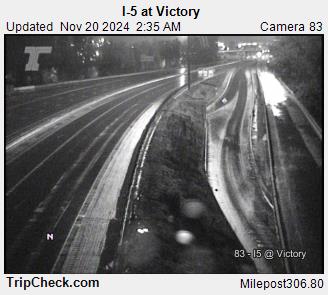 I-5 at Victory
Updated Nov 20 2024 2:35 AM Camera 83
T
N
83 - I5 @ Victory
TripCheck.com Milepost306.80